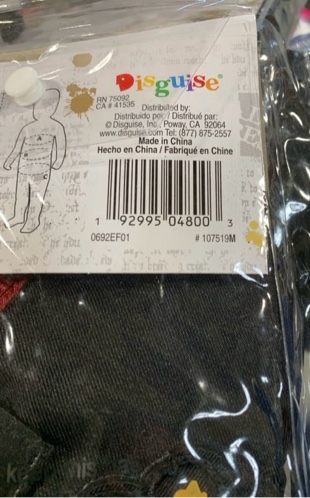 Disguise®
RN 75092
CA # 41535
Distributed by:
Distribuido por: / Distribué par:
©Disguise, Inc., Poway, CA 92064
www.disguise.com Tel: (877) 875-2557
Made in China
Hecho en China / Fabriqué en Chine
A
B
C
1 92995 04800 3
0692EF01 # 107519M